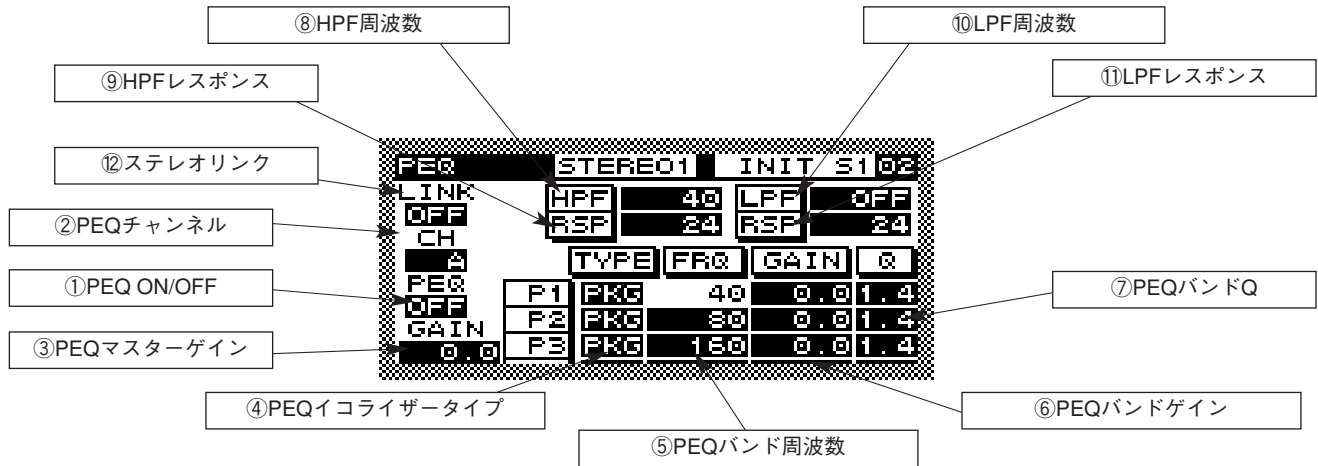 ⑧HPF周波数
⑩LPF周波数
⑨HPFレスポンス
⑪LPFレスポンス
⑫ステレオリンク
②PEQチャンネル
①PEQ ON/OFF
③PEQマスターゲイン
PEQ STEREO1 INIT S1 02
LINK HPF 40 LPF OFF
OFF RSP 24 RSP 24
CH
A TYPE FRQ GAIN Q
PEQ P1 PKG 40 0.0 1.4
OFF P2 PKG 80 0.0 1.4
GAIN
0.0 P3 PKG 160 0.0 1.4
⑦PEQバンドQ
④PEQイコライザータイプ
⑥PEQバンドゲイン
⑤PEQバンド周波数